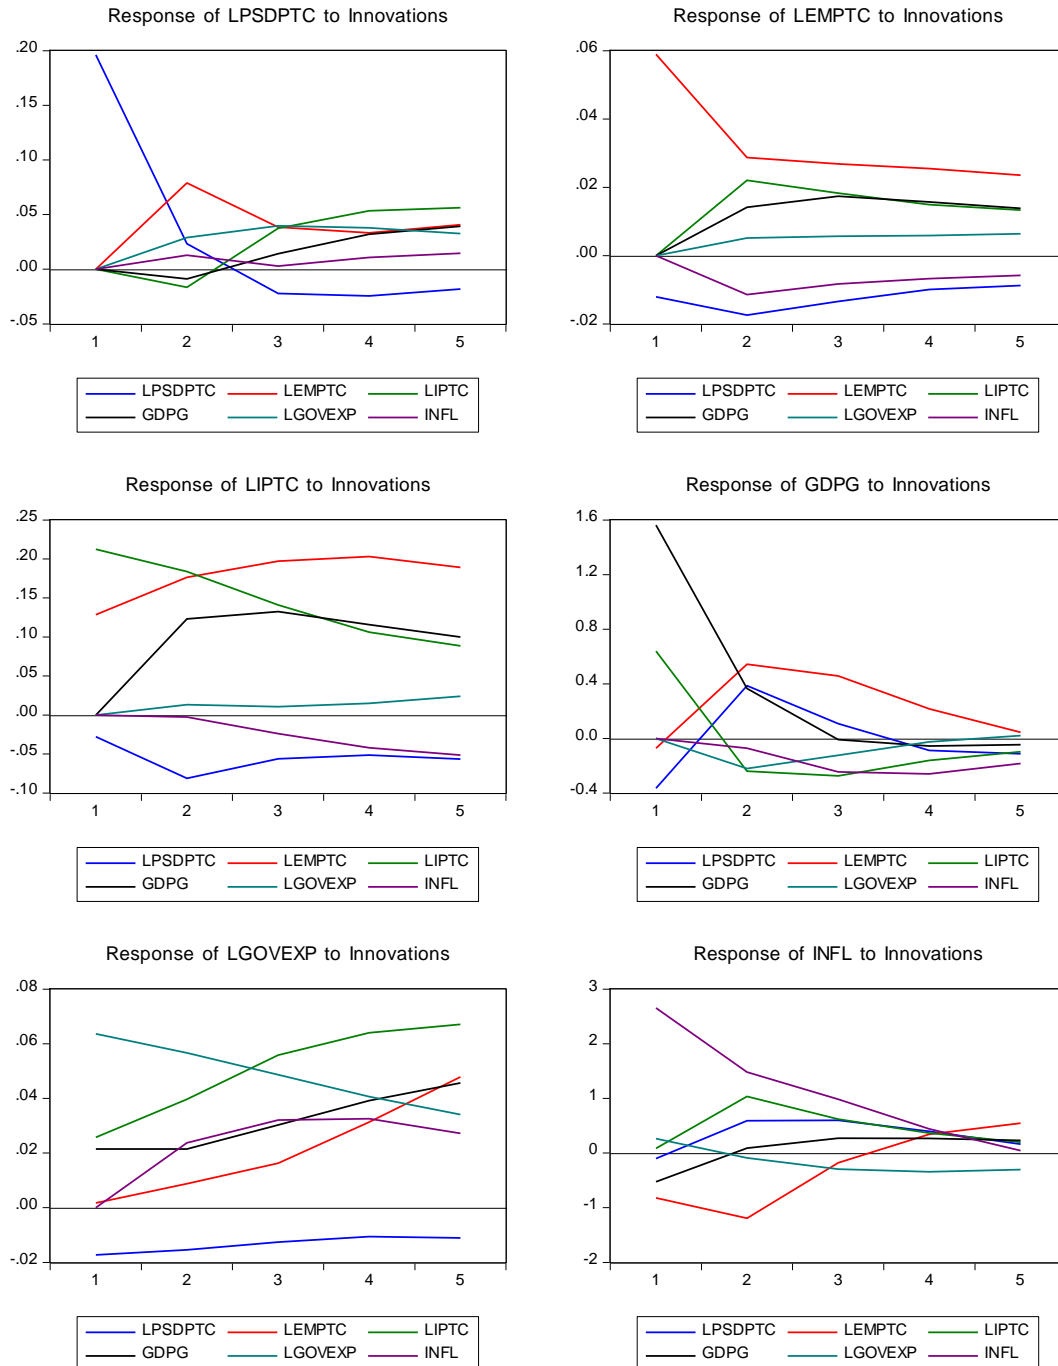 Response of LPSDPTC to Innovations
.20
.15
.10
.05
.00
-.05
1 2 3 4 5
LPSDPTC LEMPTC LIPTC
GDPG LGOVEXP INFL
Response of LEMPTC to Innovations
.06
.04
.02
.00
-.02
1 2 3 4 5
LPSDPTC LEMPTC LIPTC
GDPG LGOVEXP INFL
Response of LIPTC to Innovations
.25
.20
.15
.10
.05
.00
-.05
-.10
1 2 3 4 5
LPSDPTC LEMPTC LIPTC
GDPG LGOVEXP INFL
Response of GDPG to Innovations
1.6
1.2
0.8
0.4
0.0
-0.4
1 2 3 4 5
LPSDPTC LEMPTC LIPTC
GDPG LGOVEXP INFL
Response of LGOVEXP to Innovations
.08
.06
.04
.02
.00
-.02
1 2 3 4 5
LPSDPTC LEMPTC LIPTC
GDPG LGOVEXP INFL
Response of INFL to Innovations
3
2
1
0
-1
-2
1 2 3 4 5
LPSDPTC LEMPTC LIPTC
GDPG LGOVEXP INFL